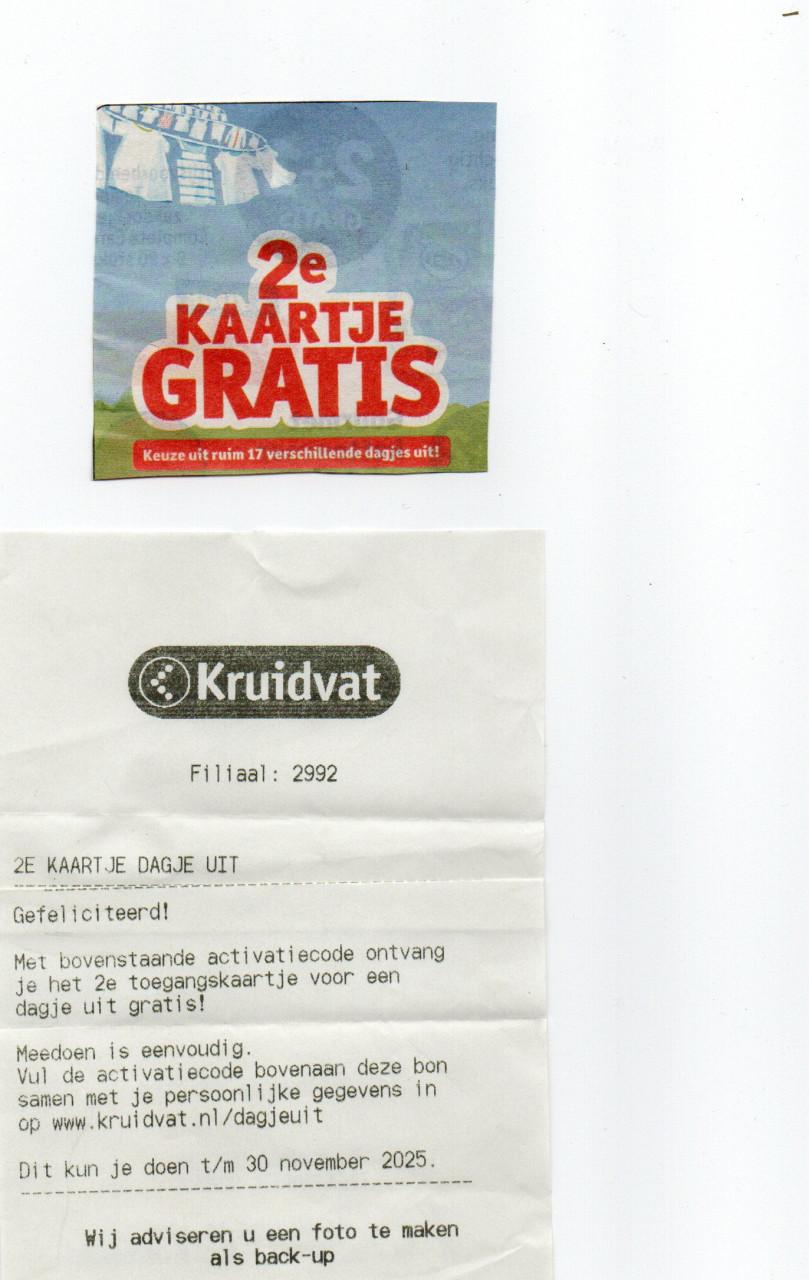 2e
KAARTJE
GRATIS
Keuze uit ruim 17 verschillende dagjes uit!
Kruidvat
Filiaal: 2992
2E KAARTJE DAGJE UIT
Gefeliciteerd!
Met bovenstaande activatiecode ontvang
je het 2e toegangskaartje voor een
dagje uit gratis!
Meedoen is eenvoudig.
Vul de activatiecode bovenaan deze bon
samen met je persoonlijke gegevens in
op www.kruidvat.nl/dagjeuit
Dit kun je doen t/m 30 november 2025.
Wij adviseren u een foto te maken
als back-up